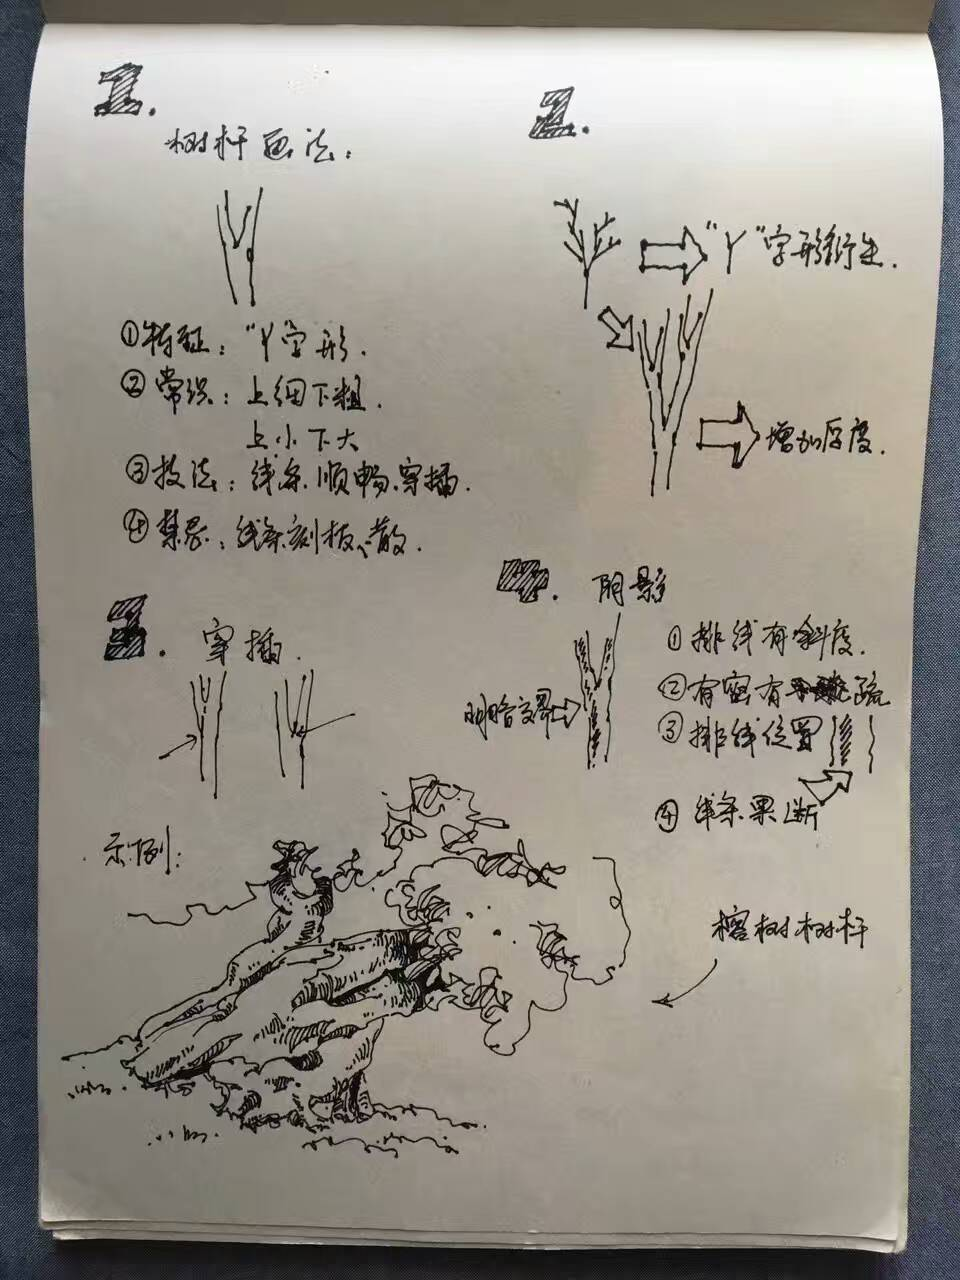 1.
树杆画法：
①特征："丫"字形.
②常识：上细下粗.
上小下大
③技法：线条顺畅.穿插.
④禁忌：线条刻板、散.
2.
"丫"字形衍生.
增加厚度.
3. 穿插.
4. 阴影
明暗交界
①排线有斜度.
②有密有疏
③排线位置
④线条果断
示例：
榕树树杆